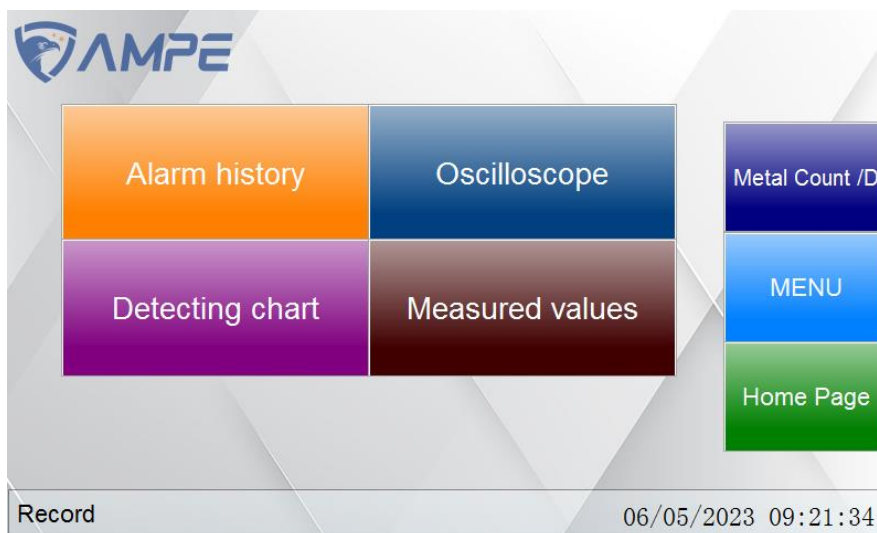 AMPE
Alarm history
Oscilloscope
Detecting chart
Measured values
Metal Count /D
MENU
Home Page
Record
06/05/2023 09:21:34